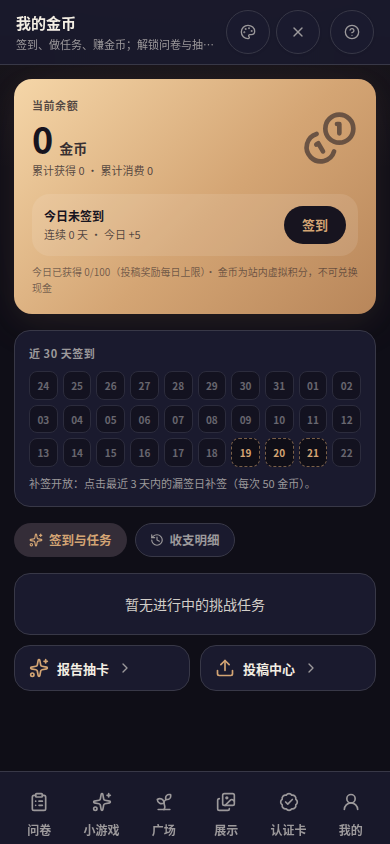 我的金币
签到、做任务、赚金币；解锁问卷与抽…
当前余额
0 金币
累计获得 0 · 累计消费 0
今日未签到
连续 0 天 · 今日 +5
签到
今日已获得 0/100（投稿奖励每日上限）· 金币为站内虚拟积分，不可兑换
现金
近 30 天签到
24 25 26 27 28 29 30 31 01 02
03 04 05 06 07 08 09 10 11 12
13 14 15 16 17 18 19 20 21 22
补签开放：点击最近 3 天内的漏签日补签（每次 50 金币）。
签到与任务
收支明细
暂无进行中的挑战任务
报告抽卡
投稿中心
问卷 小游戏 广场 展示 认证卡 我的